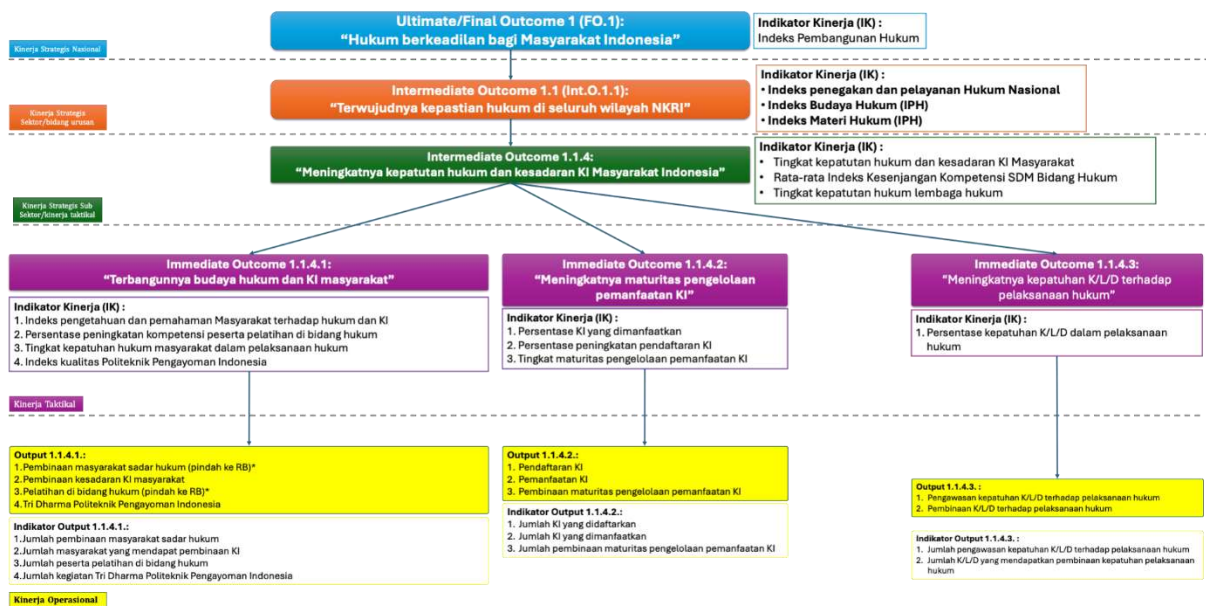 Ultimate/Final Outcome 1 (FO.1):
“Hukum berkeadilan bagi Masyarakat Indonesia”
Indikator Kinerja (IK) :
Indeks Pembangunan Hukum
Kinerja Strategis Nasional
Intermediate Outcome 1.1 (Int.O.1.1):
“Terwujudnya kepastian hukum di seluruh wilayah NKRI”
Indikator Kinerja (IK) :
• Indeks penegakan dan pelayanan Hukum Nasional
• Indeks Budaya Hukum (IPH)
• Indeks Materi Hukum (IPH)
Kinerja Strategis
Sektor/bidang urusan
Intermediate Outcome 1.1.4:
“Meningkatnya kepatutan hukum dan kesadaran KI Masyarakat Indonesia”
Indikator Kinerja (IK) :
• Tingkat kepatutan hukum dan kesadaran KI Masyarakat
• Rata-rata Indeks Kesenjangan Kompetensi SDM Bidang Hukum
• Tingkat kepatutan hukum lembaga hukum
Kinerja Strategis Sub
Sektor/kinerja taktikal
Immediate Outcome 1.1.4.1:
“Terbangunnya budaya hukum dan KI masyarakat”
Indikator Kinerja (IK) :
1. Indeks pengetahuan dan pemahaman Masyarakat terhadap hukum dan KI
2. Persentase peningkatan kompetensi peserta pelatihan di bidang hukum
3. Tingkat kepatuhan hukum masyarakat dalam pelaksanaan hukum
4. Indeks kualitas Politeknik Pengayoman Indonesia
Immediate Outcome 1.1.4.2:
“Meningkatnya maturitas pengelolaan
pemanfaatan KI”
Indikator Kinerja (IK) :
1. Persentase KI yang dimanfaatkan
2. Persentase peningkatan pendaftaran KI
3. Tingkat maturitas pengelolaan pemanfaatan KI
Immediate Outcome 1.1.4.3:
“Meningkatnya kepatuhan K/L/D terhadap
pelaksanaan hukum”
Indikator Kinerja (IK) :
1. Persentase kepatuhan K/L/D dalam pelaksanaan
hukum
Kinerja Taktikal
Output 1.1.4.1.:
1. Pembinaan masyarakat sadar hukum (pindah ke RB)*
2. Pembinaan kesadaran KI masyarakat
3. Pelatihan di bidang hukum (pindah ke RB)*
4. Tri Dharma Politeknik Pengayoman Indonesia
Indikator Output 1.1.4.1.:
1. Jumlah pembinaan masyarakat sadar hukum
2. Jumlah masyarakat yang mendapat pembinaan KI
3. Jumlah peserta pelatihan di bidang hukum
4. Jumlah kegiatan Tri Dharma Politeknik Pengayoman Indonesia
Output 1.1.4.2.:
1. Pendaftaran KI
2. Pemanfaatan KI
3. Pembinaan maturitas pengelolaan pemanfaatan KI
Indikator Output 1.1.4.2.:
1. Jumlah KI yang didaftarkan
2. Jumlah KI yang dimanfaatkan
3. Jumlah pembinaan maturitas pengelolaan pemanfaatan KI
Output 1.1.4.3.:
1. Pengawasan kepatuhan K/L/D terhadap pelaksanaan hukum
2. Pembinaan K/L/D terhadap pelaksanaan hukum
Indikator Output 1.1.4.3.:
1. Jumlah pengawasan kepatuhan K/L/D terhadap pelaksanaan hukum
2. Jumlah K/L/D yang mendapatkan pembinaan kepatuhan pelaksanaan
hukum
Kinerja Operasional